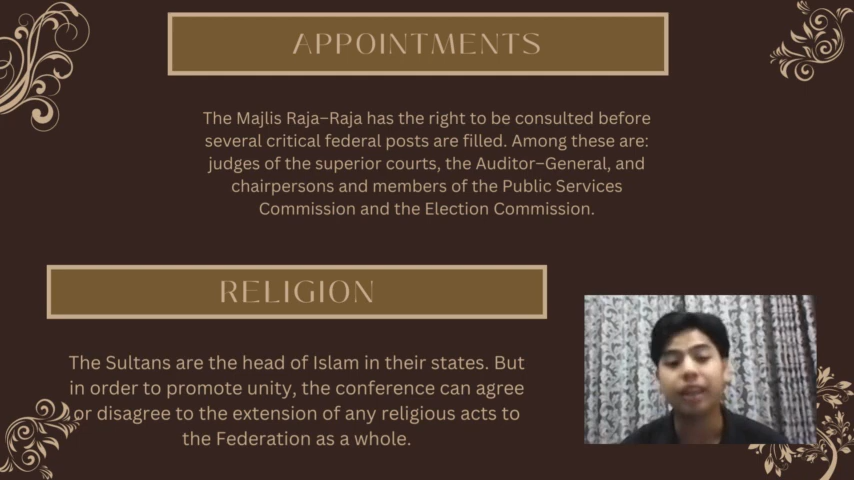 APPOINTMENTS
The Majlis Raja–Raja has the right to be consulted before
several critical federal posts are filled. Among these are:
judges of the superior courts, the Auditor–General, and
chairpersons and members of the Public Services
Commission and the Election Commission.
RELIGION
The Sultans are the head of Islam in their states. But
in order to promote unity, the conference can agree
or disagree to the extension of any religious acts to
the Federation as a whole.